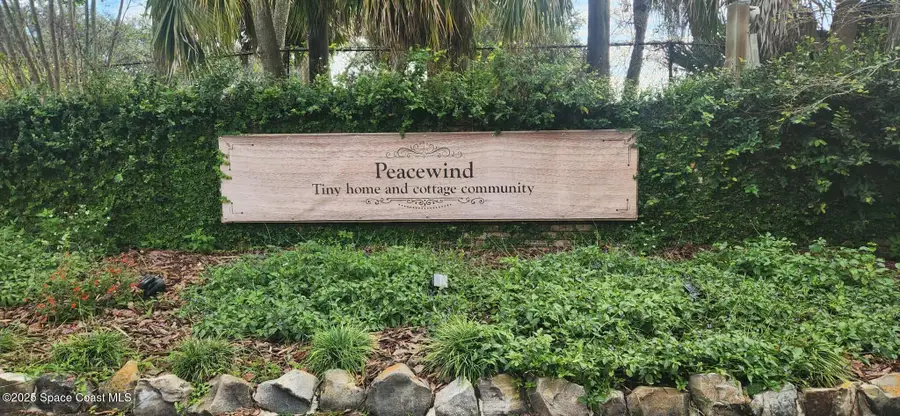 Peacewind
Tiny home and cottage community
©2025 Space Coast MLS